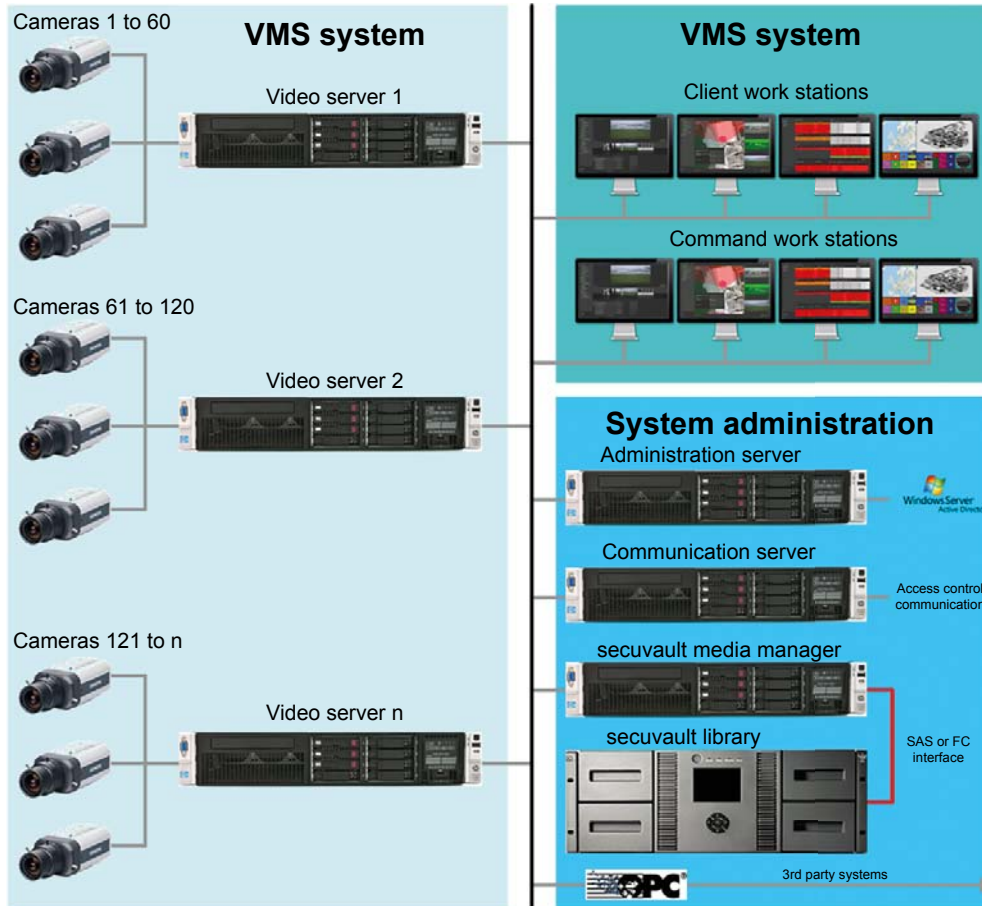 Cameras 1 to 60
VMS system
Video server 1
Cameras 61 to 120
Video server 2
Cameras 121 to n
Video server n
VMS system
Client work stations
Command work stations
System administration
Administration server
Windows Server
Active Direct
Communication server
Access control
communication
secuvault media manager
secuvault library
SAS or FC
interface
OPC®
3rd party systems